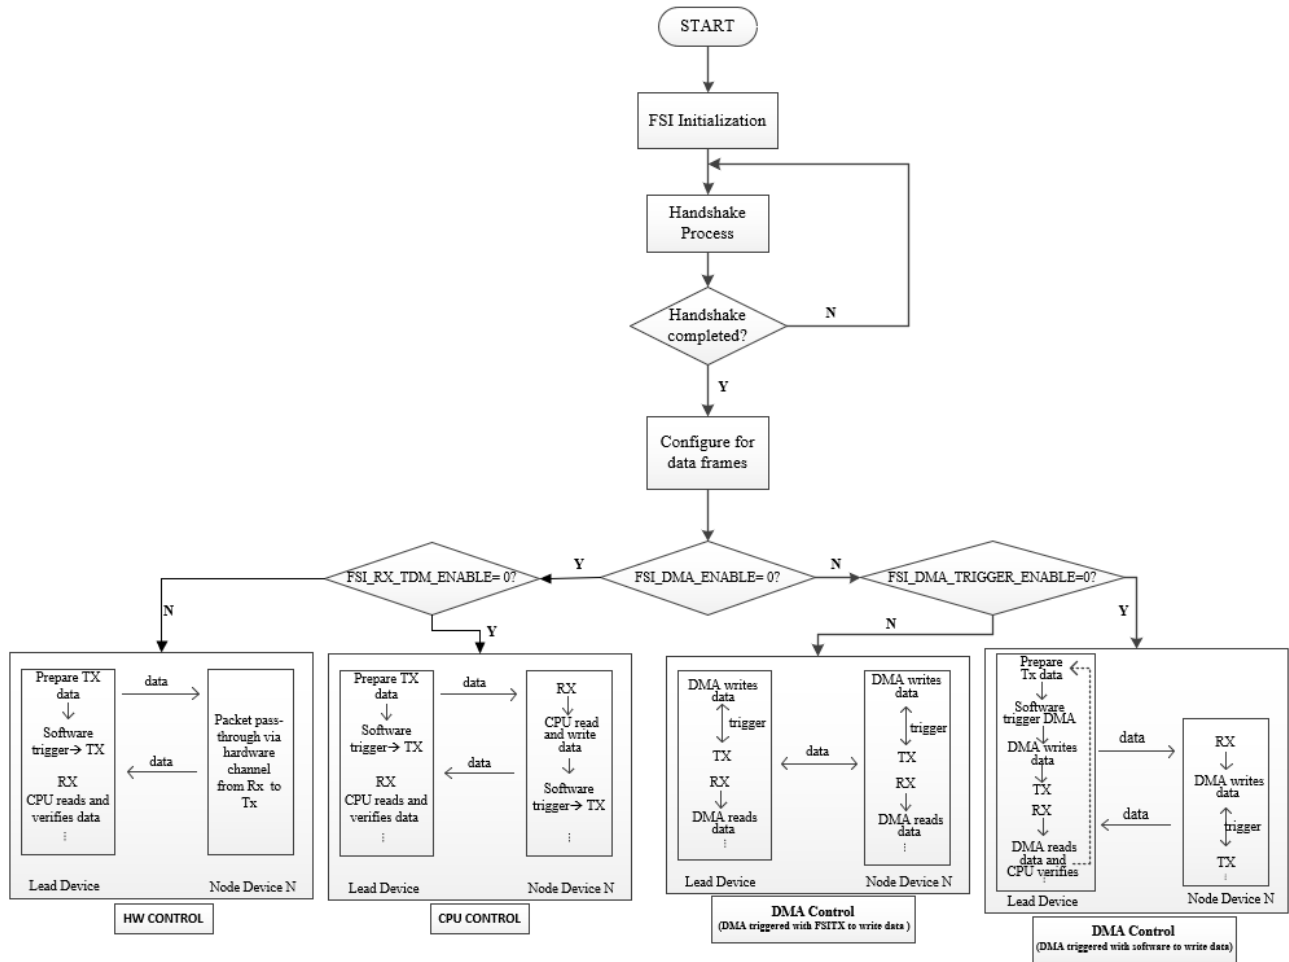 START
FSI Initialization
Handshake
Process
Handshake
completed?
N
Y
Configure for
data frames
FSI_RX_TDM_ENABLE= 0?
Y
FSI_DMA_ENABLE= 0?
N
FSI_DMA_TRIGGER_ENABLE=0?
N
Y
N
Y
Prepare TX
data
Software
trigger→ TX
RX
CPU reads and
verifies data
⋮
data
data
Packet pass-
through via
hardware
channel
from Rx to
Tx
Lead Device
Node Device N
HW CONTROL
Prepare TX
data
Software
trigger→ TX
RX
CPU reads and
verifies data
⋮
data
data
RX
CPU read
and write
data
Software
trigger→ TX
⋮
Lead Device
Node Device N
CPU CONTROL
DMA writes
data
trigger
TX
RX
DMA reads
data
⋮
data
DMA writes
data
trigger
TX
RX
DMA reads
data
⋮
Lead Device
Node Device N
DMA Control
(DMA triggered with FSITX to write data )
Prepare
Tx data
Software
trigger DMA
DMA writes
data
TX
RX
DMA reads
data and
CPU verifies
⋮
data
data
RX
DMA writes
data
trigger
TX
⋮
Lead Device
Node Device N
DMA Control
(DMA triggered with software to write data)